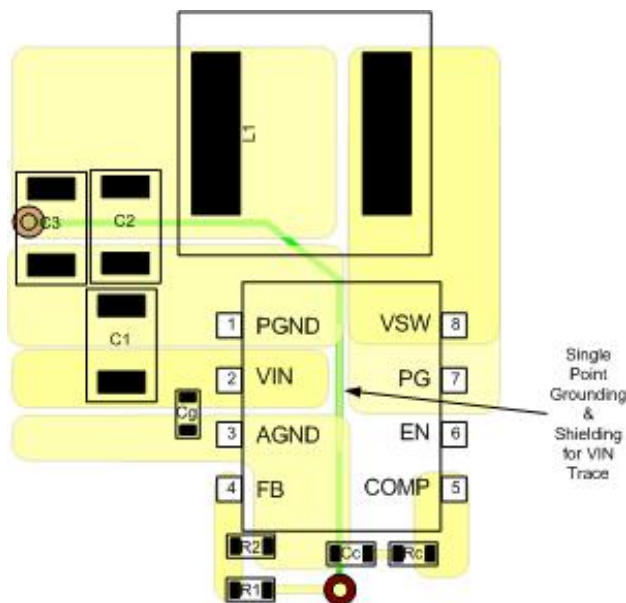 L1
C3
C2
C1
Cg
1 PGND VSW 8
2 VIN PG 7
3 AGND EN 6
4 FB COMP 5
R2
Cc
Rc
R1
Single
Point
Grounding
&
Shielding
for VIN
Trace